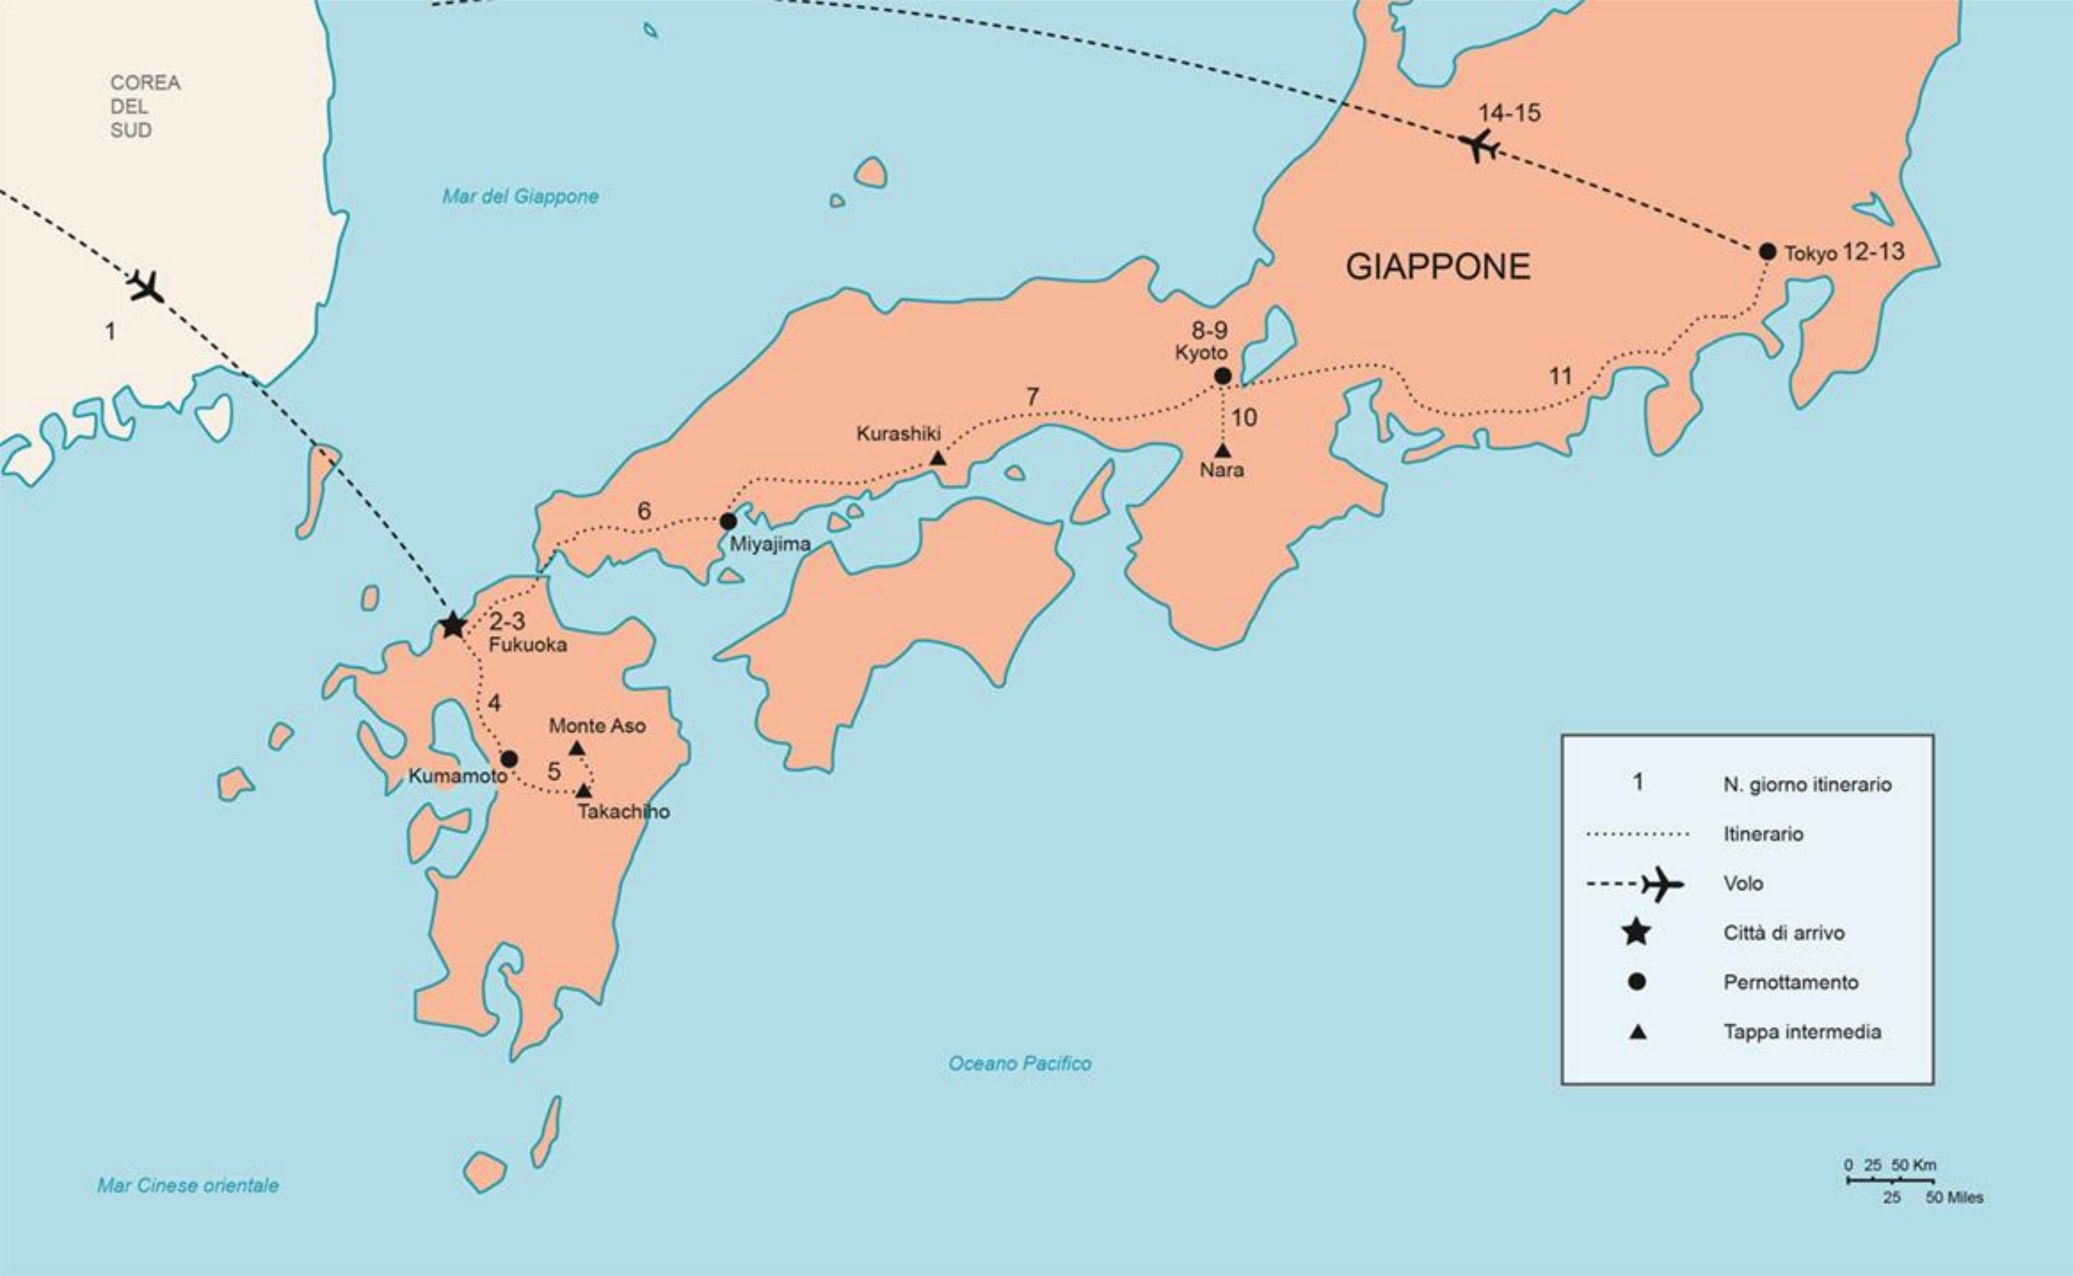 COREA
DEL
SUD
14-15
Mar del Giappone
Tokyo 12-13
GIAPPONE
1
8-9
Kyoto
11
7
10
Kurashiki
Nara
6
Miyajima
2-3
Fukuoka
4
Monte Aso
5
Kumamoto
Takachiho
1 N. giorno itinerario
Itinerario
Volo
Città di arrivo
Pernottamento
Tappa intermedia
Oceano Pacifico
Mar Cinese orientale
0 25 50 Km
25 50 Miles